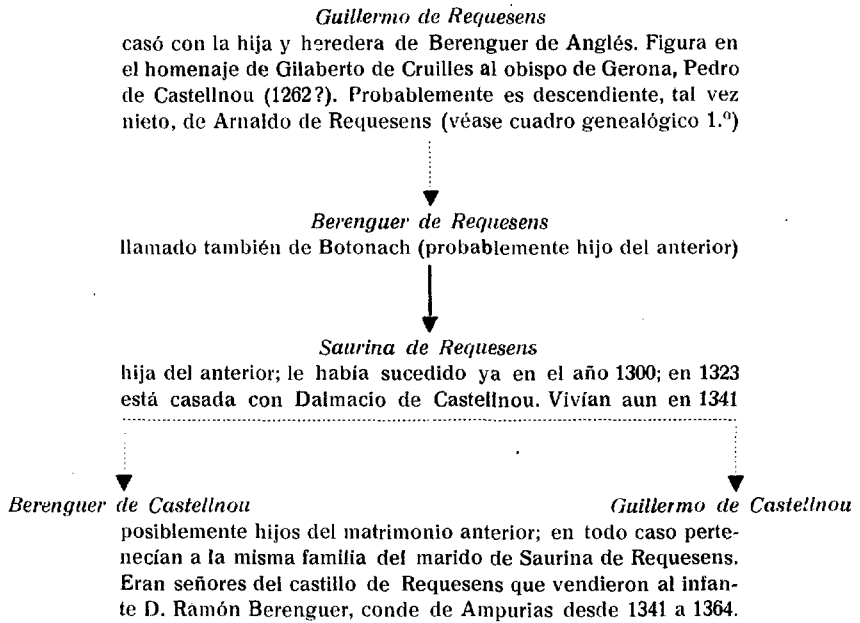 Guillermo de Requesens
casó con la hija y heredera de Berenguer de Anglés. Figura en
el homenaje de Gilaberto de Cruilles al obispo de Gerona, Pedro
de Castellnou (1262?). Probablemente es descendiente, tal vez
nieto, de Arnaldo de Requesens (véase cuadro genealógico 1.º)
Berenguer de Requesens
llamado también de Botonach (probablemente hijo del anterior)
Saurina de Requesens
hija del anterior; le había sucedido ya en el año 1300; en 1323
está casada con Dalmacio de Castellnou. Vivían aun en 1341
Berenguer de Castellnou
Guillermo de Castellnou
posiblemente hijos del matrimonio anterior; en todo caso perte-
necían a la misma familia del marido de Saurina de Requesens.
Eran señores del castillo de Requesens que vendieron al infan-
te D. Ramón Berenguer, conde de Ampurias desde 1341 a 1364.